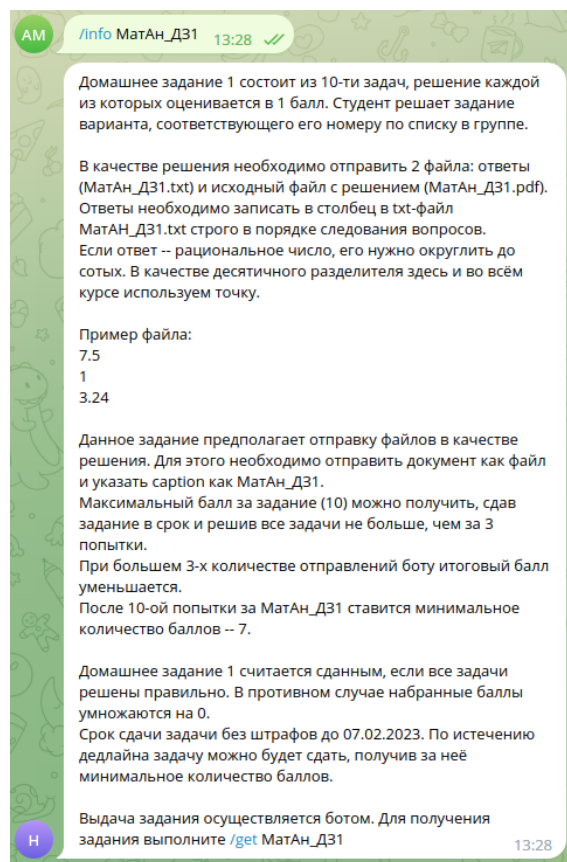 AM
/info МатАн_ДЗ1
13:28
Домашнее задание 1 состоит из 10-ти задач, решение каждой
из которых оценивается в 1 балл. Студент решает задание
варианта, соответствующего его номеру по списку в группе.
В качестве решения необходимо отправить 2 файла: ответы
(МатАн_ДЗ1.txt) и исходный файл с решением (МатАн_ДЗ1.pdf).
Ответы необходимо записать в столбец в txt-файл
МатАН_ДЗ1.txt строго в порядке следования вопросов.
Если ответ -- рациональное число, его нужно округлить до
сотых. В качестве десятичного разделителя здесь и во всём
курсе используем точку.
Пример файла:
7.5
1
3.24
Данное задание предполагает отправку файлов в качестве
решения. Для этого необходимо отправить документ как файл
и указать caption как МатАн_ДЗ1.
Максимальный балл за задание (10) можно получить, сдав
задание в срок и решив все задачи не больше, чем за 3
попытки.
При большем 3-х количестве отправлений боту итоговый балл
уменьшается.
После 10-ой попытки за МатАн_ДЗ1 ставится минимальное
количество баллов -- 7.
Домашнее задание 1 считается сданным, если все задачи
решены правильно. В противном случае набранные баллы
умножаются на 0.
Срок сдачи задачи без штрафов до 07.02.2023. По истечению
дедлайна задачу можно будет сдать, получив за неё
минимальное количество баллов.
Выдача задания осуществляется ботом. Для получения
задания выполните /get МатАн_ДЗ1
13:28
Н